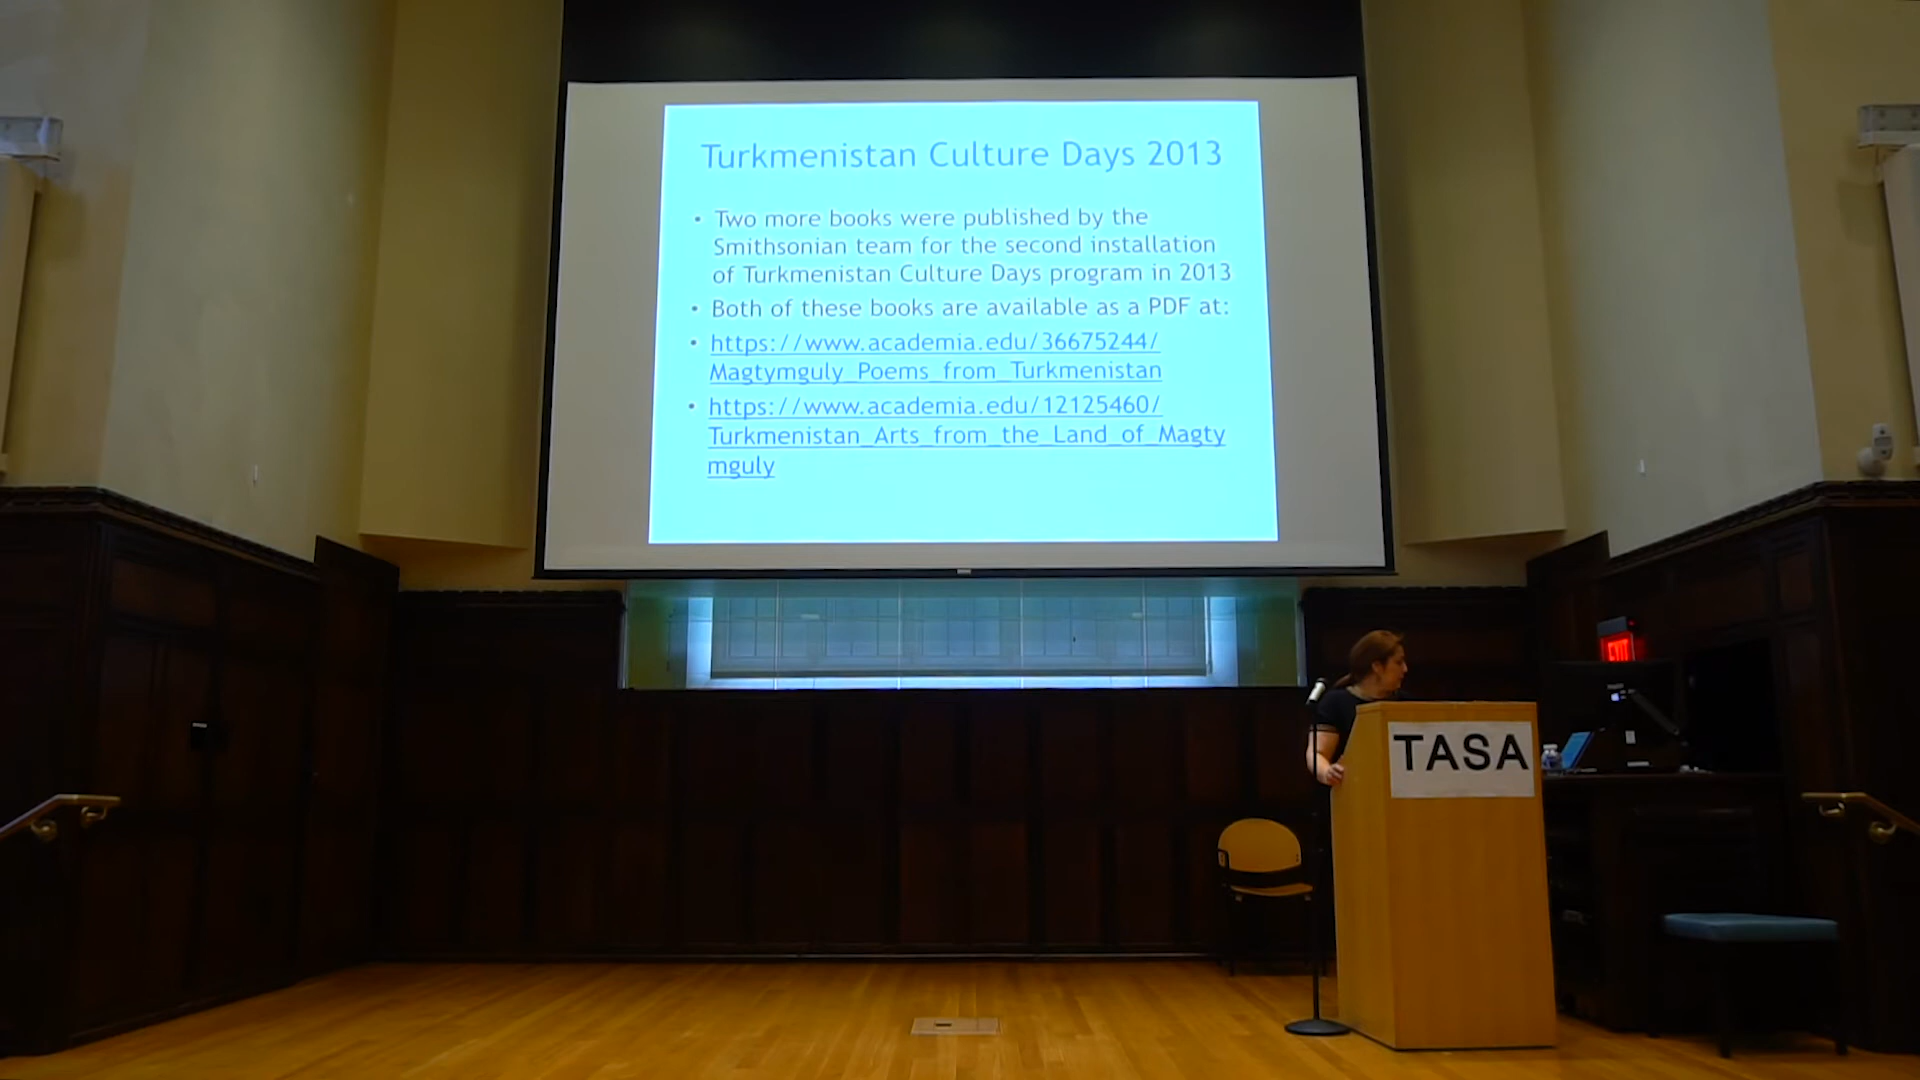 Turkmenistan Culture Days 2013
• Two more books were published by the
Smithsonian team for the second installation
of Turkmenistan Culture Days program in 2013
• Both of these books are available as a PDF at:
• https://www.academia.edu/36675244/
Magtymguly_Poems_from_Turkmenistan
• https://www.academia.edu/12125460/
Turkmenistan_Arts_from_the_Land_of_Magty
mguly
EXIT
TASA